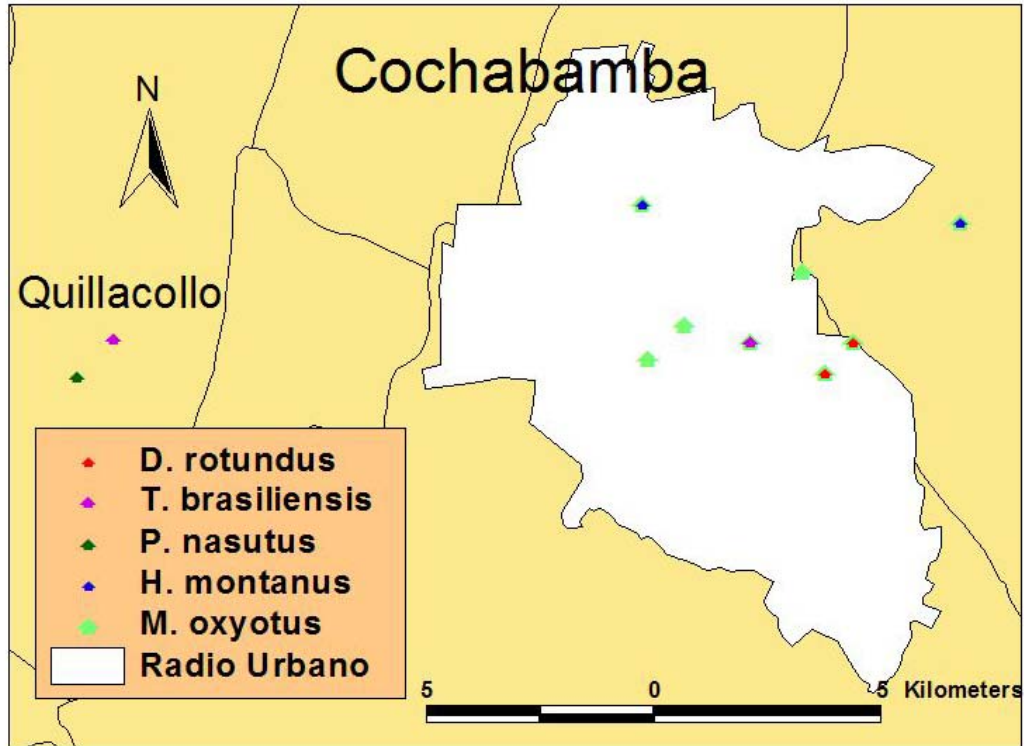 Cochabamba
N
Quillacollo
D. rotundus
T. brasiliensis
P. nasutus
H. montanus
M. oxyotus
Radio Urbano
5 0 5 Kilometers